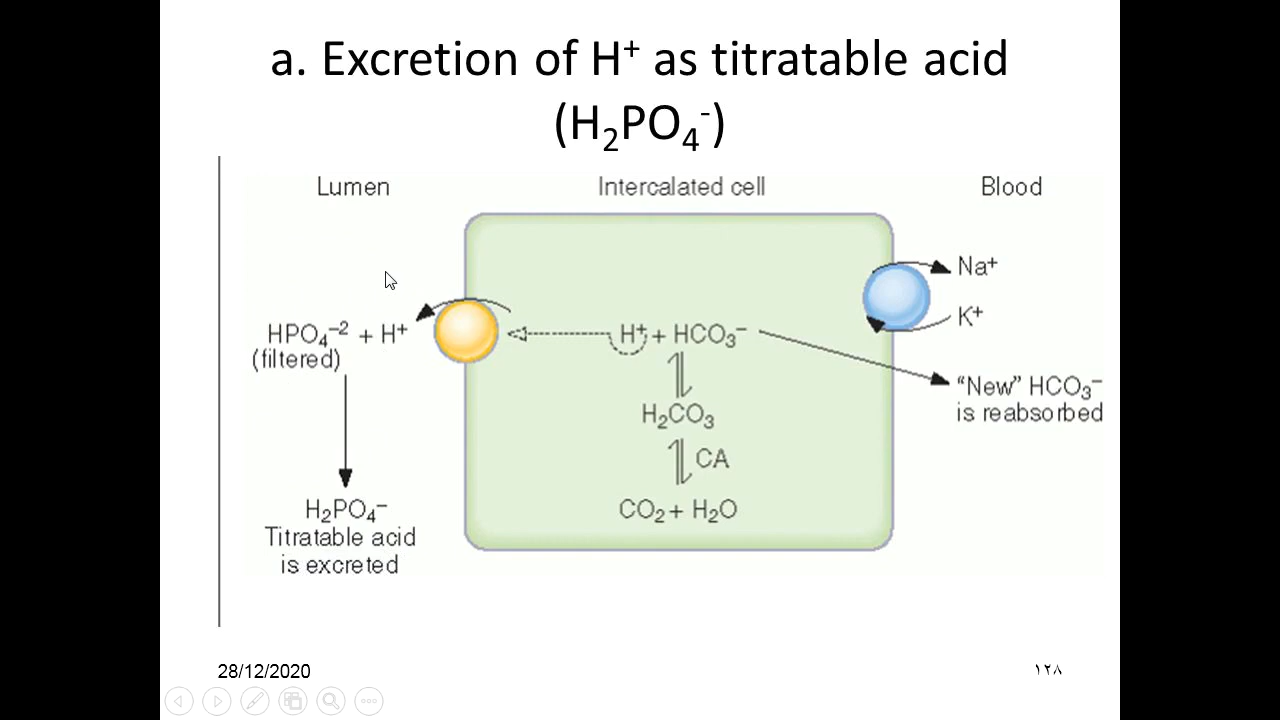 a. Excretion of H⁺ as titratable acid
(H₂PO₄⁻)
Lumen
Intercalated cell
Blood
Na⁺
K⁺
HPO₄⁻² + H⁺
(filtered)
H⁺ + HCO₃⁻
"New" HCO₃⁻
is reabsorbed
H₂CO₃
CA
CO₂ + H₂O
H₂PO₄⁻
Titratable acid
is excreted
28/12/2020
١٢٨